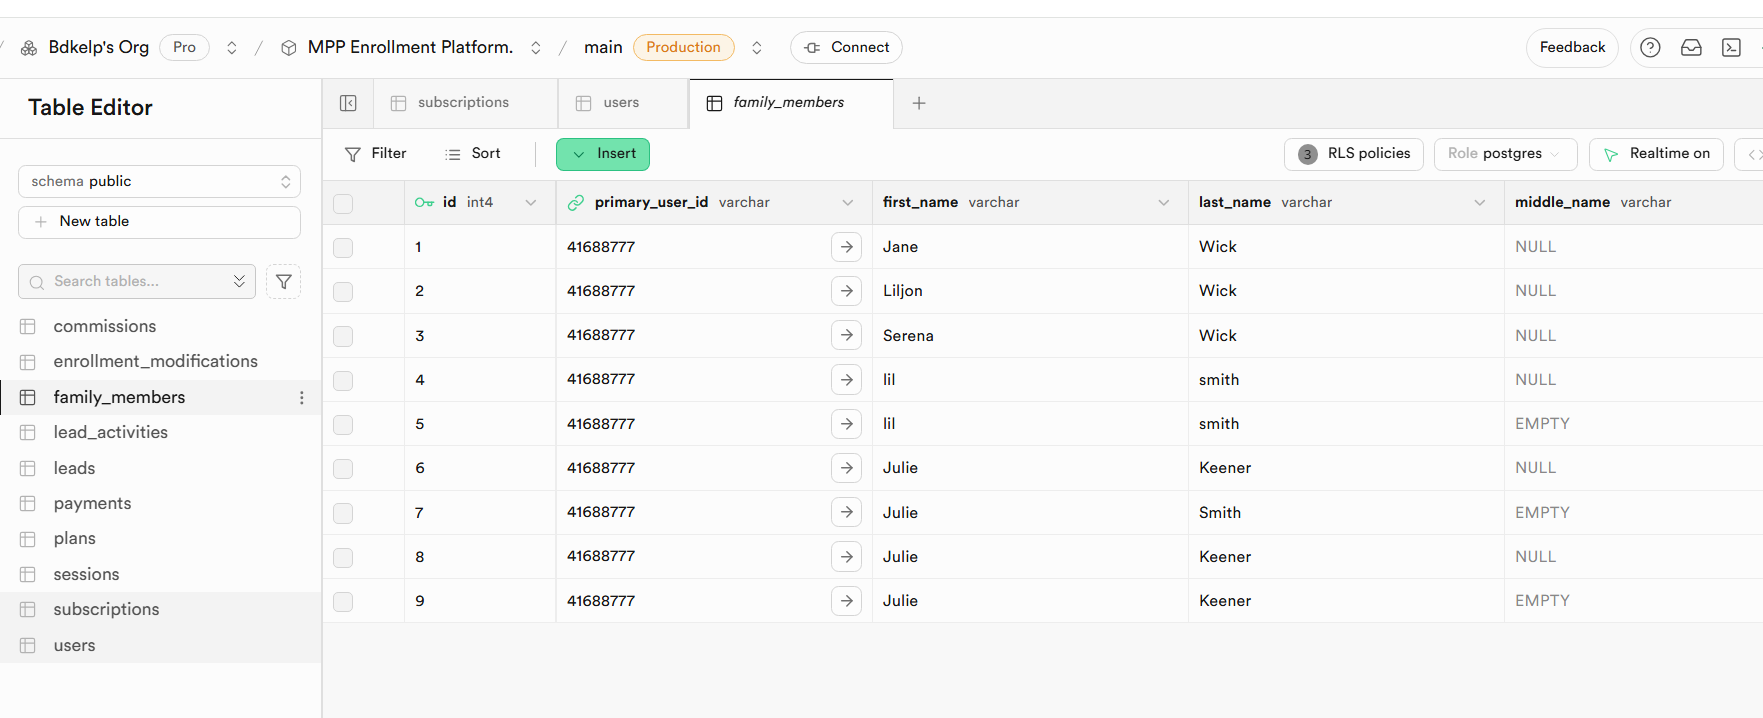 / Bdkelp's Org Pro / MPP Enrollment Platform. / main Production Connect Feedback
Table Editor
subscriptions users family_members +
Filter Sort Insert 3 RLS policies Role postgres Realtime on <>
schema public
+ New table
Search tables...
commissions
enrollment_modifications
family_members
lead_activities
leads
payments
plans
sessions
subscriptions
users
id int4 primary_user_id varchar first_name varchar last_name varchar middle_name varchar
1 41688777 Jane Wick NULL
2 41688777 Liljon Wick NULL
3 41688777 Serena Wick NULL
4 41688777 lil smith NULL
5 41688777 lil smith EMPTY
6 41688777 Julie Keener NULL
7 41688777 Julie Smith EMPTY
8 41688777 Julie Keener NULL
9 41688777 Julie Keener EMPTY